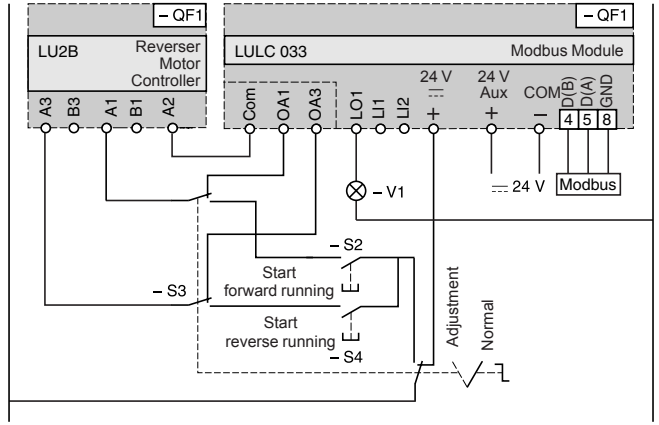 – QF1
– QF1
LU2B
Reverser
Motor
Controller
LULC 033
Modbus Module
A3
B3
A1
B1
A2
Com
OA1
OA3
LO1
LI1
LI2
24 V
+
24 V
Aux
+
COM
–
D(B)
D(A)
GND
4
5
8
– V1
24 V
Modbus
– S2
Start
forward running
– S3
Start
reverse running
– S4
Adjustment
Normal